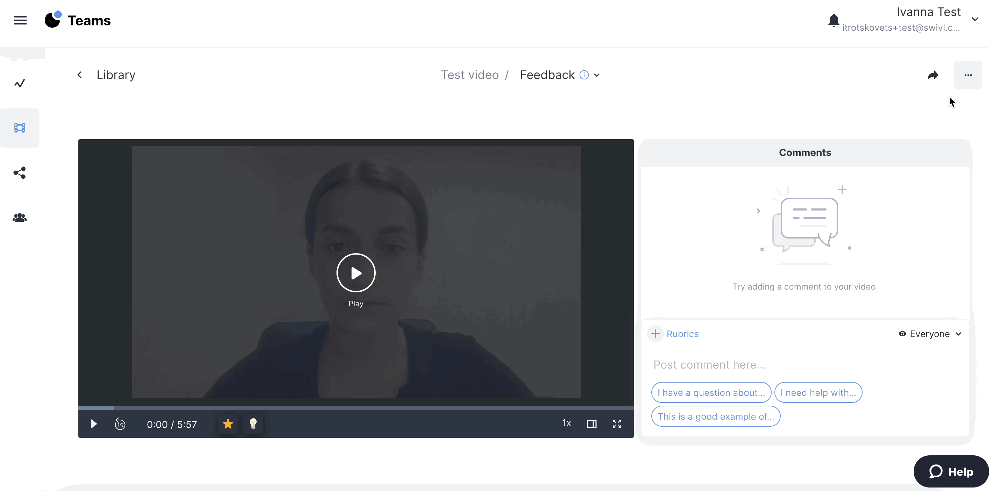 Teams
Ivanna Test
itrotskovets+test@swivl.c...
Library
Test video / Feedback
Comments
Try adding a comment to your video.
Play
Rubrics
Everyone
Post comment here...
I have a question about...
I need help with...
This is a good example of...
15
0:00 / 5:57
1x
Help